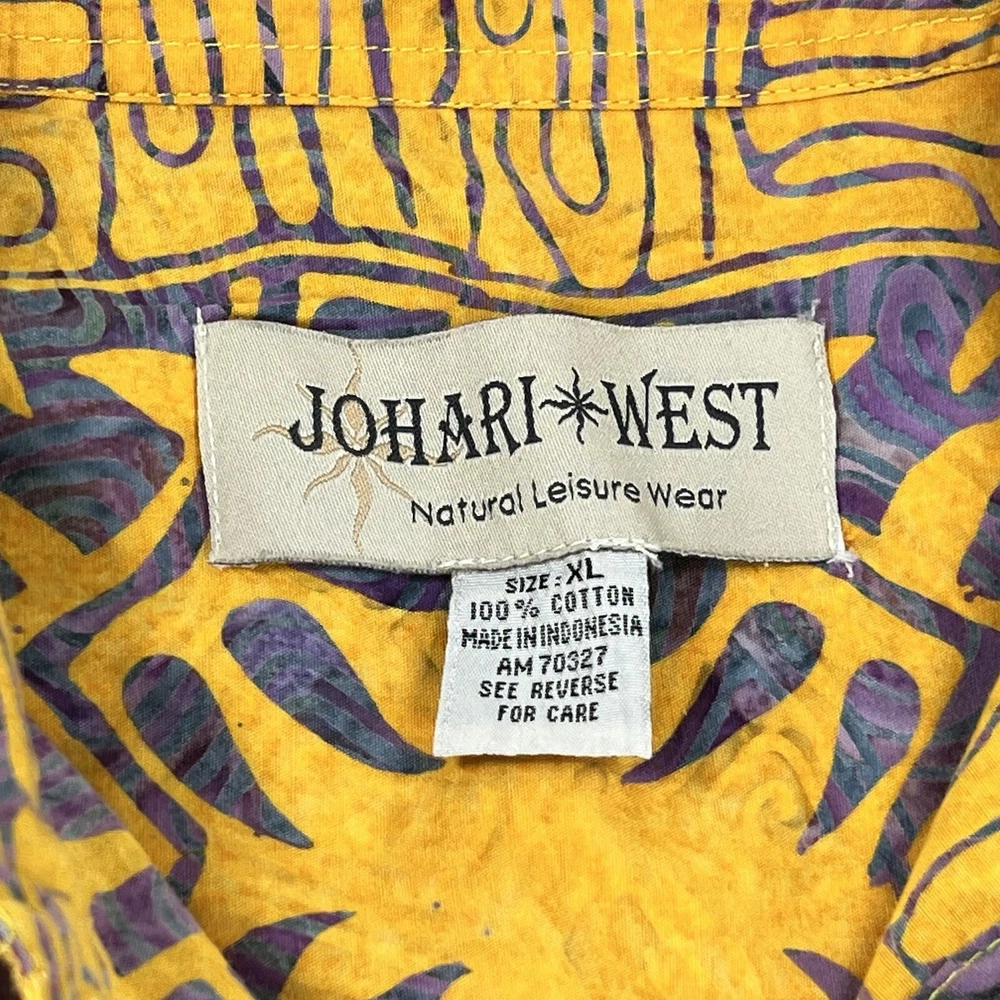 JOHARI WEST
Natural Leisure Wear
SIZE: XL
100% COTTON
MADE IN INDONESIA
AM 70327
SEE REVERSE
FOR CARE